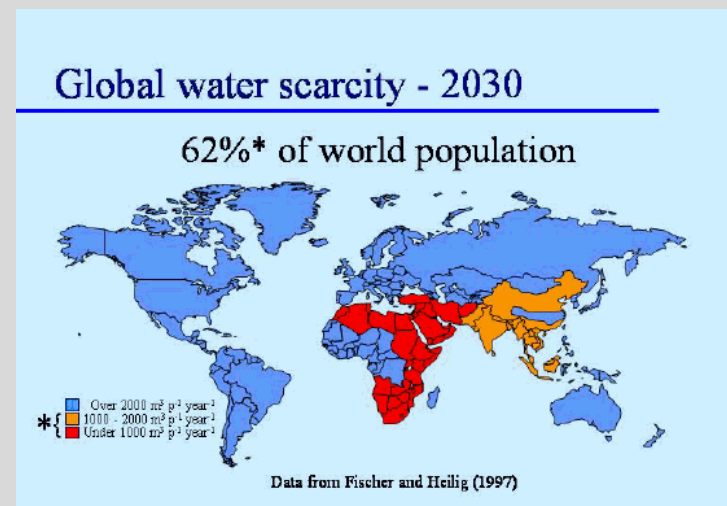 Global water scarcity - 2030
62%* of world population
Over 2000 m³ p⁻¹ year⁻¹
*{ 1000 - 2000 m³ p⁻¹ year⁻¹
Under 1000 m³ p⁻¹ year⁻¹
Data from Fischer and Heilig (1997)